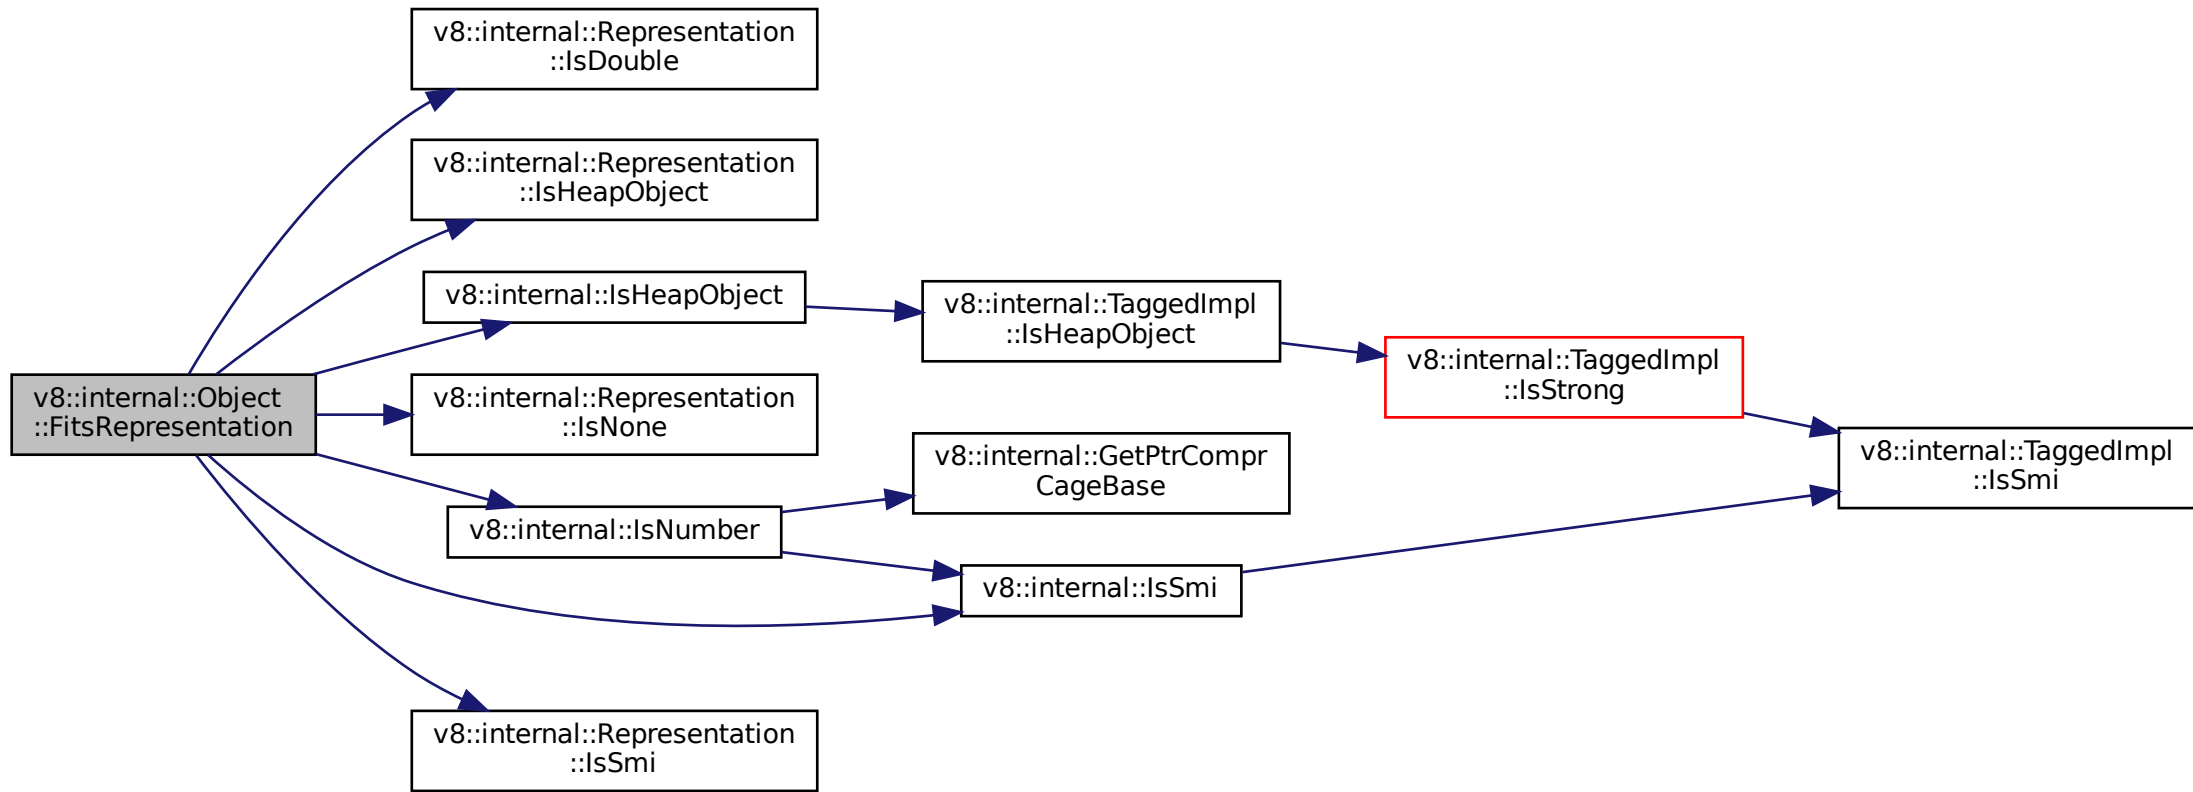 v8::internal::Representation
::IsDouble
v8::internal::Representation
::IsHeapObject
v8::internal::IsHeapObject
v8::internal::TaggedImpl
::IsHeapObject
v8::internal::TaggedImpl
::IsStrong
v8::internal::Object
::FitsRepresentation
v8::internal::Representation
::IsNone
v8::internal::GetPtrCompr
CageBase
v8::internal::TaggedImpl
::IsSmi
v8::internal::IsNumber
v8::internal::IsSmi
v8::internal::Representation
::IsSmi